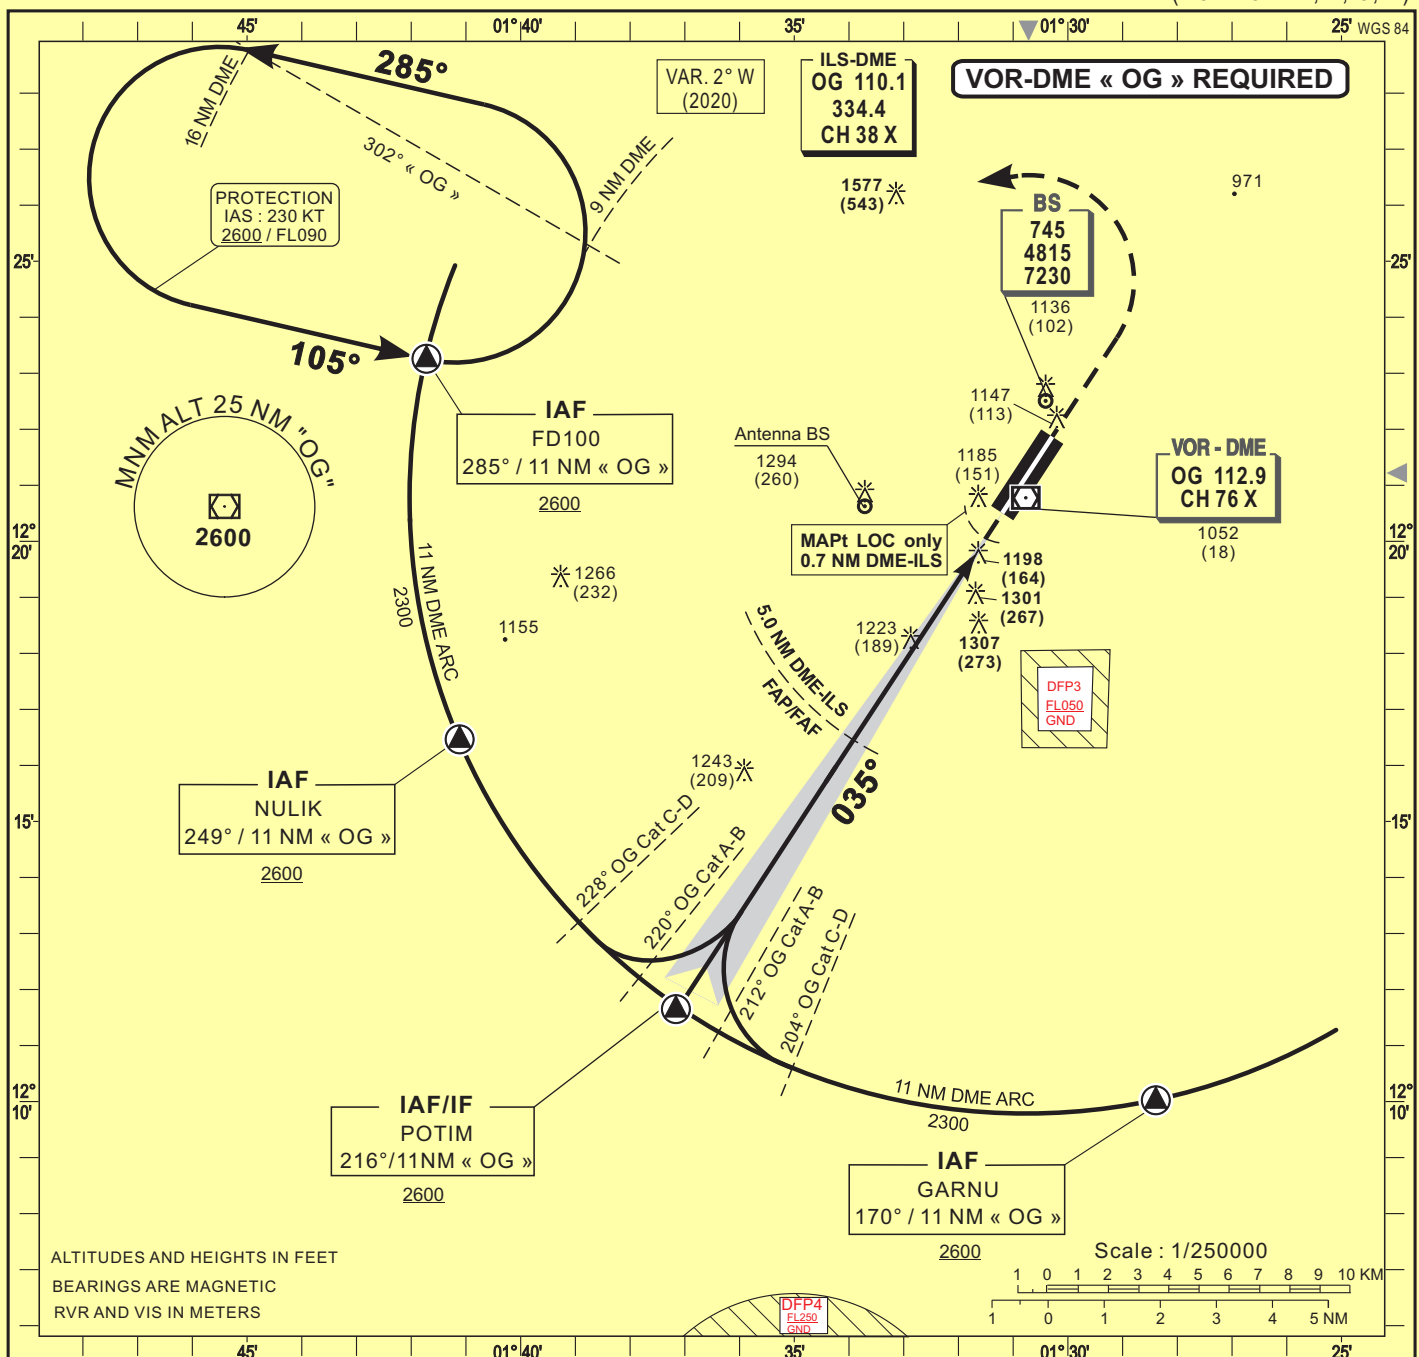 45'
01° 40'
35'
01° 30'
25'
WGS 84
285°
16 NM DME
302° « OG »
9 NM DME
VAR. 2° W
(2020)
ILS-DME
OG 110.1
334.4
CH 38 X
VOR-DME « OG » REQUIRED
1577
(543)
971
PROTECTION
IAS : 230 KT
2600 / FL090
BS
745
4815
7230
1136
(102)
25'
25'
105°
IAF
FD100
285° / 11 NM « OG »
2600
MNM ALT 25 NM "OG"
2600
1147
(113)
Antenna BS
1294
(260)
1185
(151)
VOR - DME
OG 112.9
CH 76 X
1052
(18)
12°
20'
12°
20'
MAPt LOC only
0.7 NM DME-ILS
1198
(164)
1301
(267)
1307
(273)
1266
(232)
1155
11 NM DME ARC
2300
1223
(189)
5.0 NM DME-ILS
FAP/FAF
DFP3
FL050
GND
1243
(209)
035°
IAF
NULIK
249° / 11 NM « OG »
2600
15'
15'
228° OG Cat C-D
220° OG Cat A-B
212° OG Cat A-B
204° OG Cat C-D
12°
10'
12°
10'
IAF/IF
POTIM
216°/11NM « OG »
2600
11 NM DME ARC
2300
IAF
GARNU
170° / 11 NM « OG »
2600
ALTITUDES AND HEIGHTS IN FEET
BEARINGS ARE MAGNETIC
RVR AND VIS IN METERS
Scale : 1/250000
1 0 1 2 3 4 5 6 7 8 9 10 KM
1 0 1 2 3 4 5 NM
DFP4
FL250
GND
45'
01° 40'
35'
01° 30'
25'